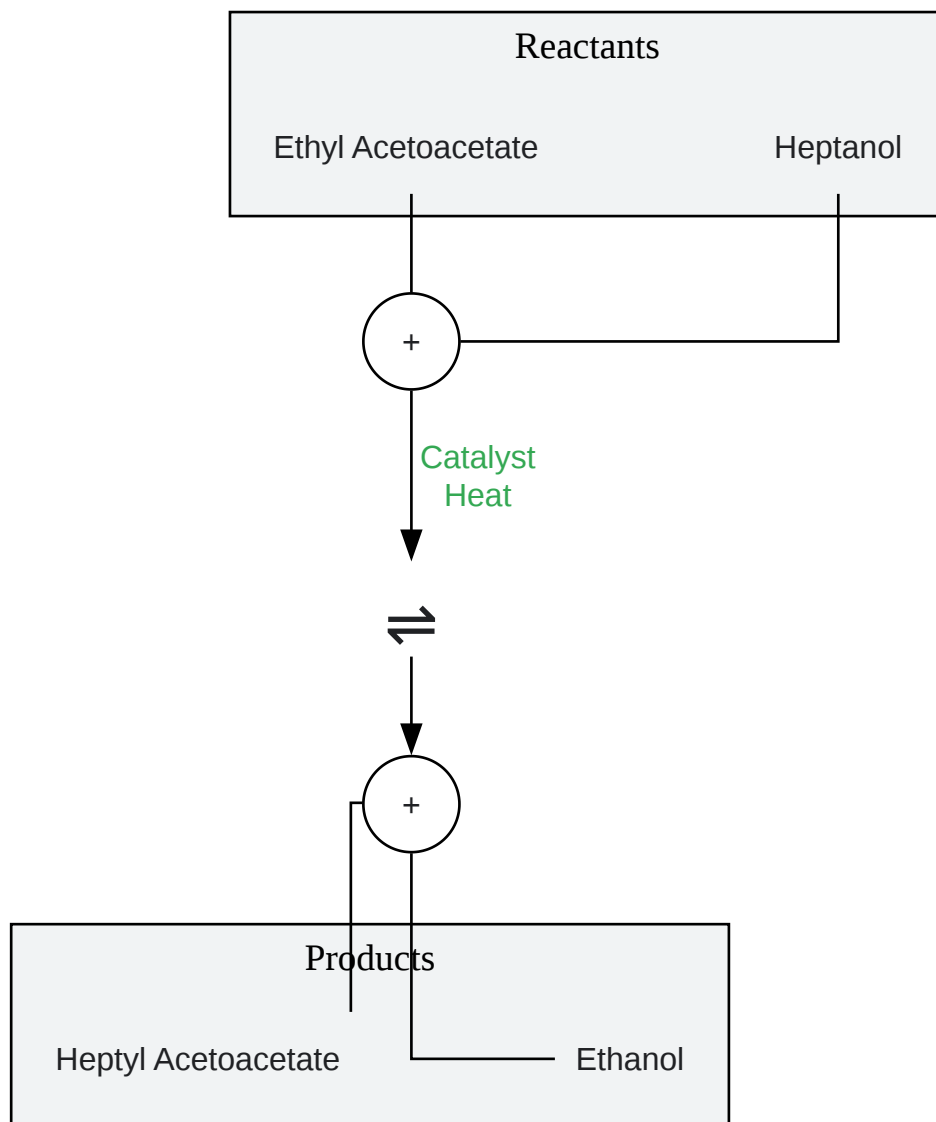 Reactants
Ethyl Acetoacetate
Heptanol
+
Catalyst
Heat
⇌
+
Products
Heptyl Acetoacetate
Ethanol